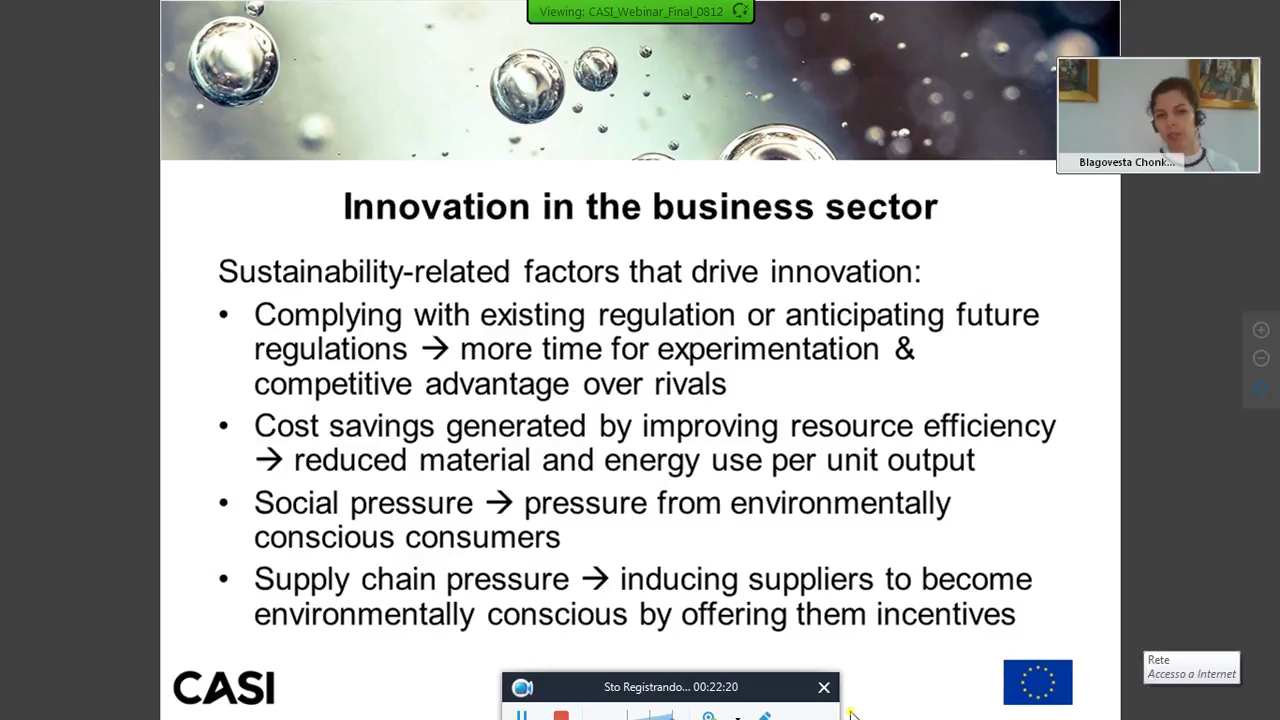 Viewing: CASI_Webinar_Final_0812
Blagovesta Chonk...
Innovation in the business sector
Sustainability-related factors that drive innovation:
• Complying with existing regulation or anticipating future
regulations → more time for experimentation &
competitive advantage over rivals
• Cost savings generated by improving resource efficiency
→ reduced material and energy use per unit output
• Social pressure → pressure from environmentally
conscious consumers
• Supply chain pressure → inducing suppliers to become
environmentally conscious by offering them incentives
CASI
Sto Registrando... 00:22:20
Rete
Accesso a Internet